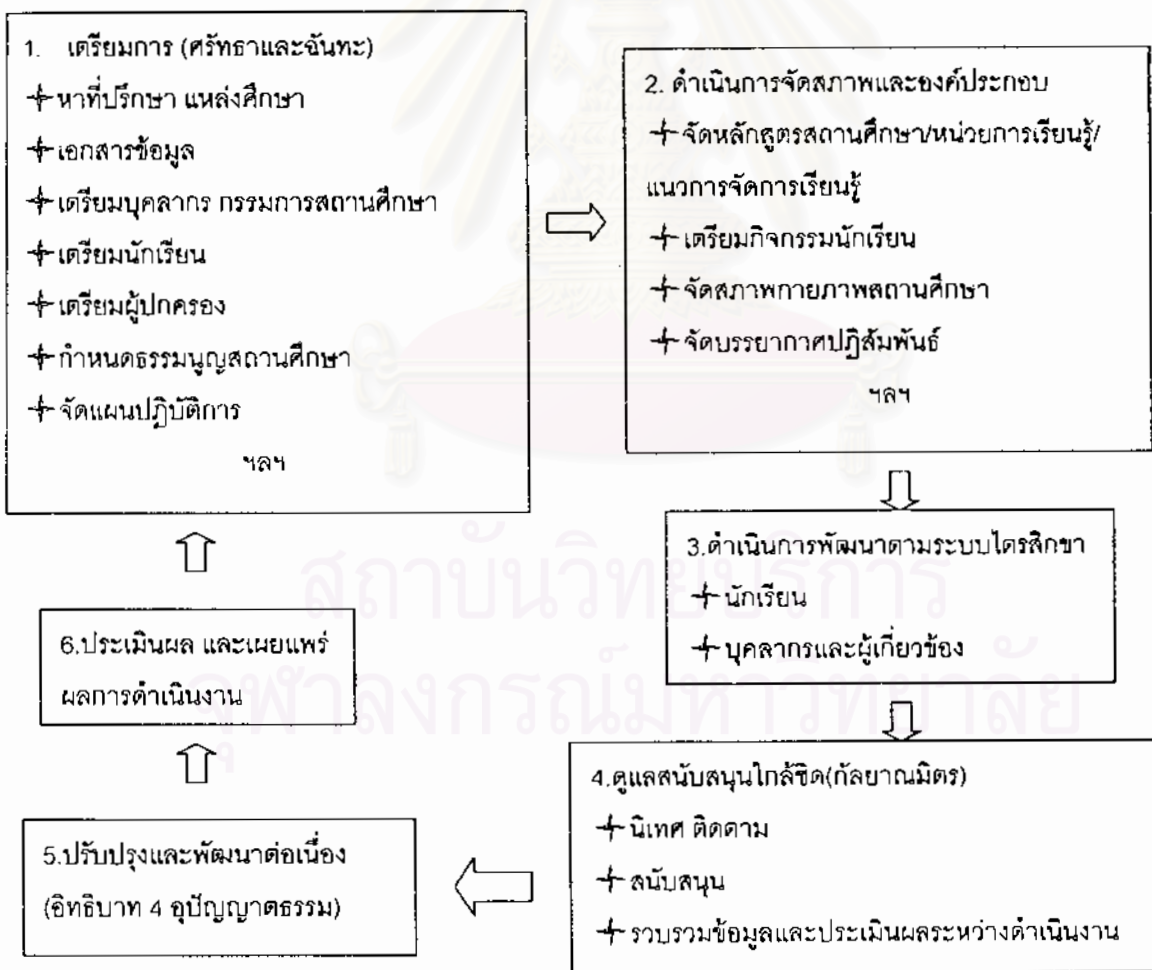 1. เตรียมการ (ศรัทธาและฉันทะ)
หาที่ปรึกษา แหล่งศึกษา
เอกสารข้อมูล
เตรียมบุคลากร กรรมการสถานศึกษา
เตรียมนักเรียน
เตรียมผู้ปกครอง
กำหนดธรรมนูญสถานศึกษา
จัดแผนปฏิบัติการ
ฯลฯ
2. ดำเนินการจัดสภาพและองค์ประกอบ
จัดหลักสูตรสถานศึกษา/หน่วยการเรียนรู้/
แนวการจัดการเรียนรู้
เตรียมกิจกรรมนักเรียน
จัดสภาพกายภาพสถานศึกษา
จัดบรรยากาศปฏิสัมพันธ์
ฯลฯ
3.ดำเนินการพัฒนาตามระบบไตรสิกขา
นักเรียน
บุคลากรและผู้เกี่ยวข้อง
4.ดูแลสนับสนุนใกล้ชิด(กัลยาณมิตร)
นิเทศ ติดตาม
สนับสนุน
รวบรวมข้อมูลและประเมินผลระหว่างดำเนินงาน
5.ปรับปรุงและพัฒนาต่อเนื่อง
(อิทธิบาท 4 อุปัญญาตธรรม)
6.ประเมินผล และเผยแพร่
ผลการดำเนินงาน
สถาบันวิทยบริการ
จุฬาลงกรณ์มหาวิทยาลัย